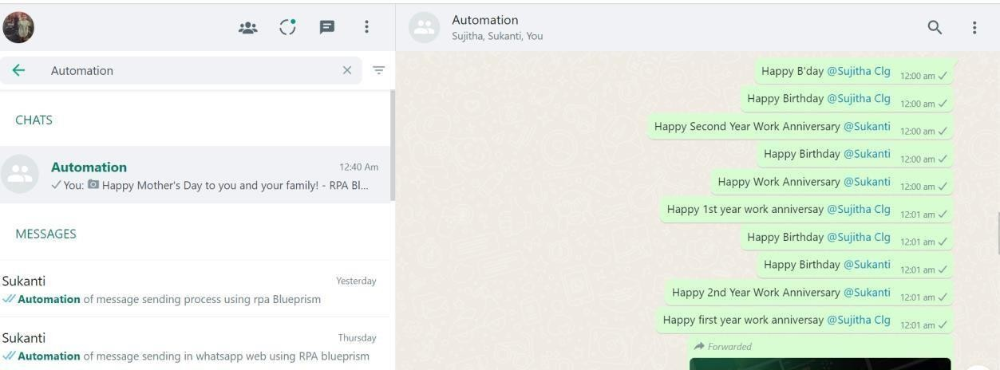 Automation
CHATS
Automation
12:40 Am
You: Happy Mother's Day to you and your family! - RPA Bl...
MESSAGES
Sukanti
Yesterday
Automation of message sending process using rpa Blueprism
Sukanti
Thursday
Automation of message sending in whatsapp web using RPA blueprism
Automation
Sujitha, Sukanti, You
Happy B'day @Sujitha Clg 12:00 am
Happy Birthday @Sujitha Clg 12:00 am
Happy Second Year Work Anniversary @Sukanti 12:00 am
Happy Birthday @Sukanti 12:00 am
Happy Work Anniversary @Sukanti 12:00 am
Happy 1st year work anniversay @Sujitha Clg 12:01 am
Happy Birthday @Sujitha Clg 12:01 am
Happy Birthday @Sukanti 12:01 am
Happy 2nd Year Work Anniversary @Sukanti 12:01 am
Happy first year work anniversay @Sujitha Clg 12:01 am
Forwarded